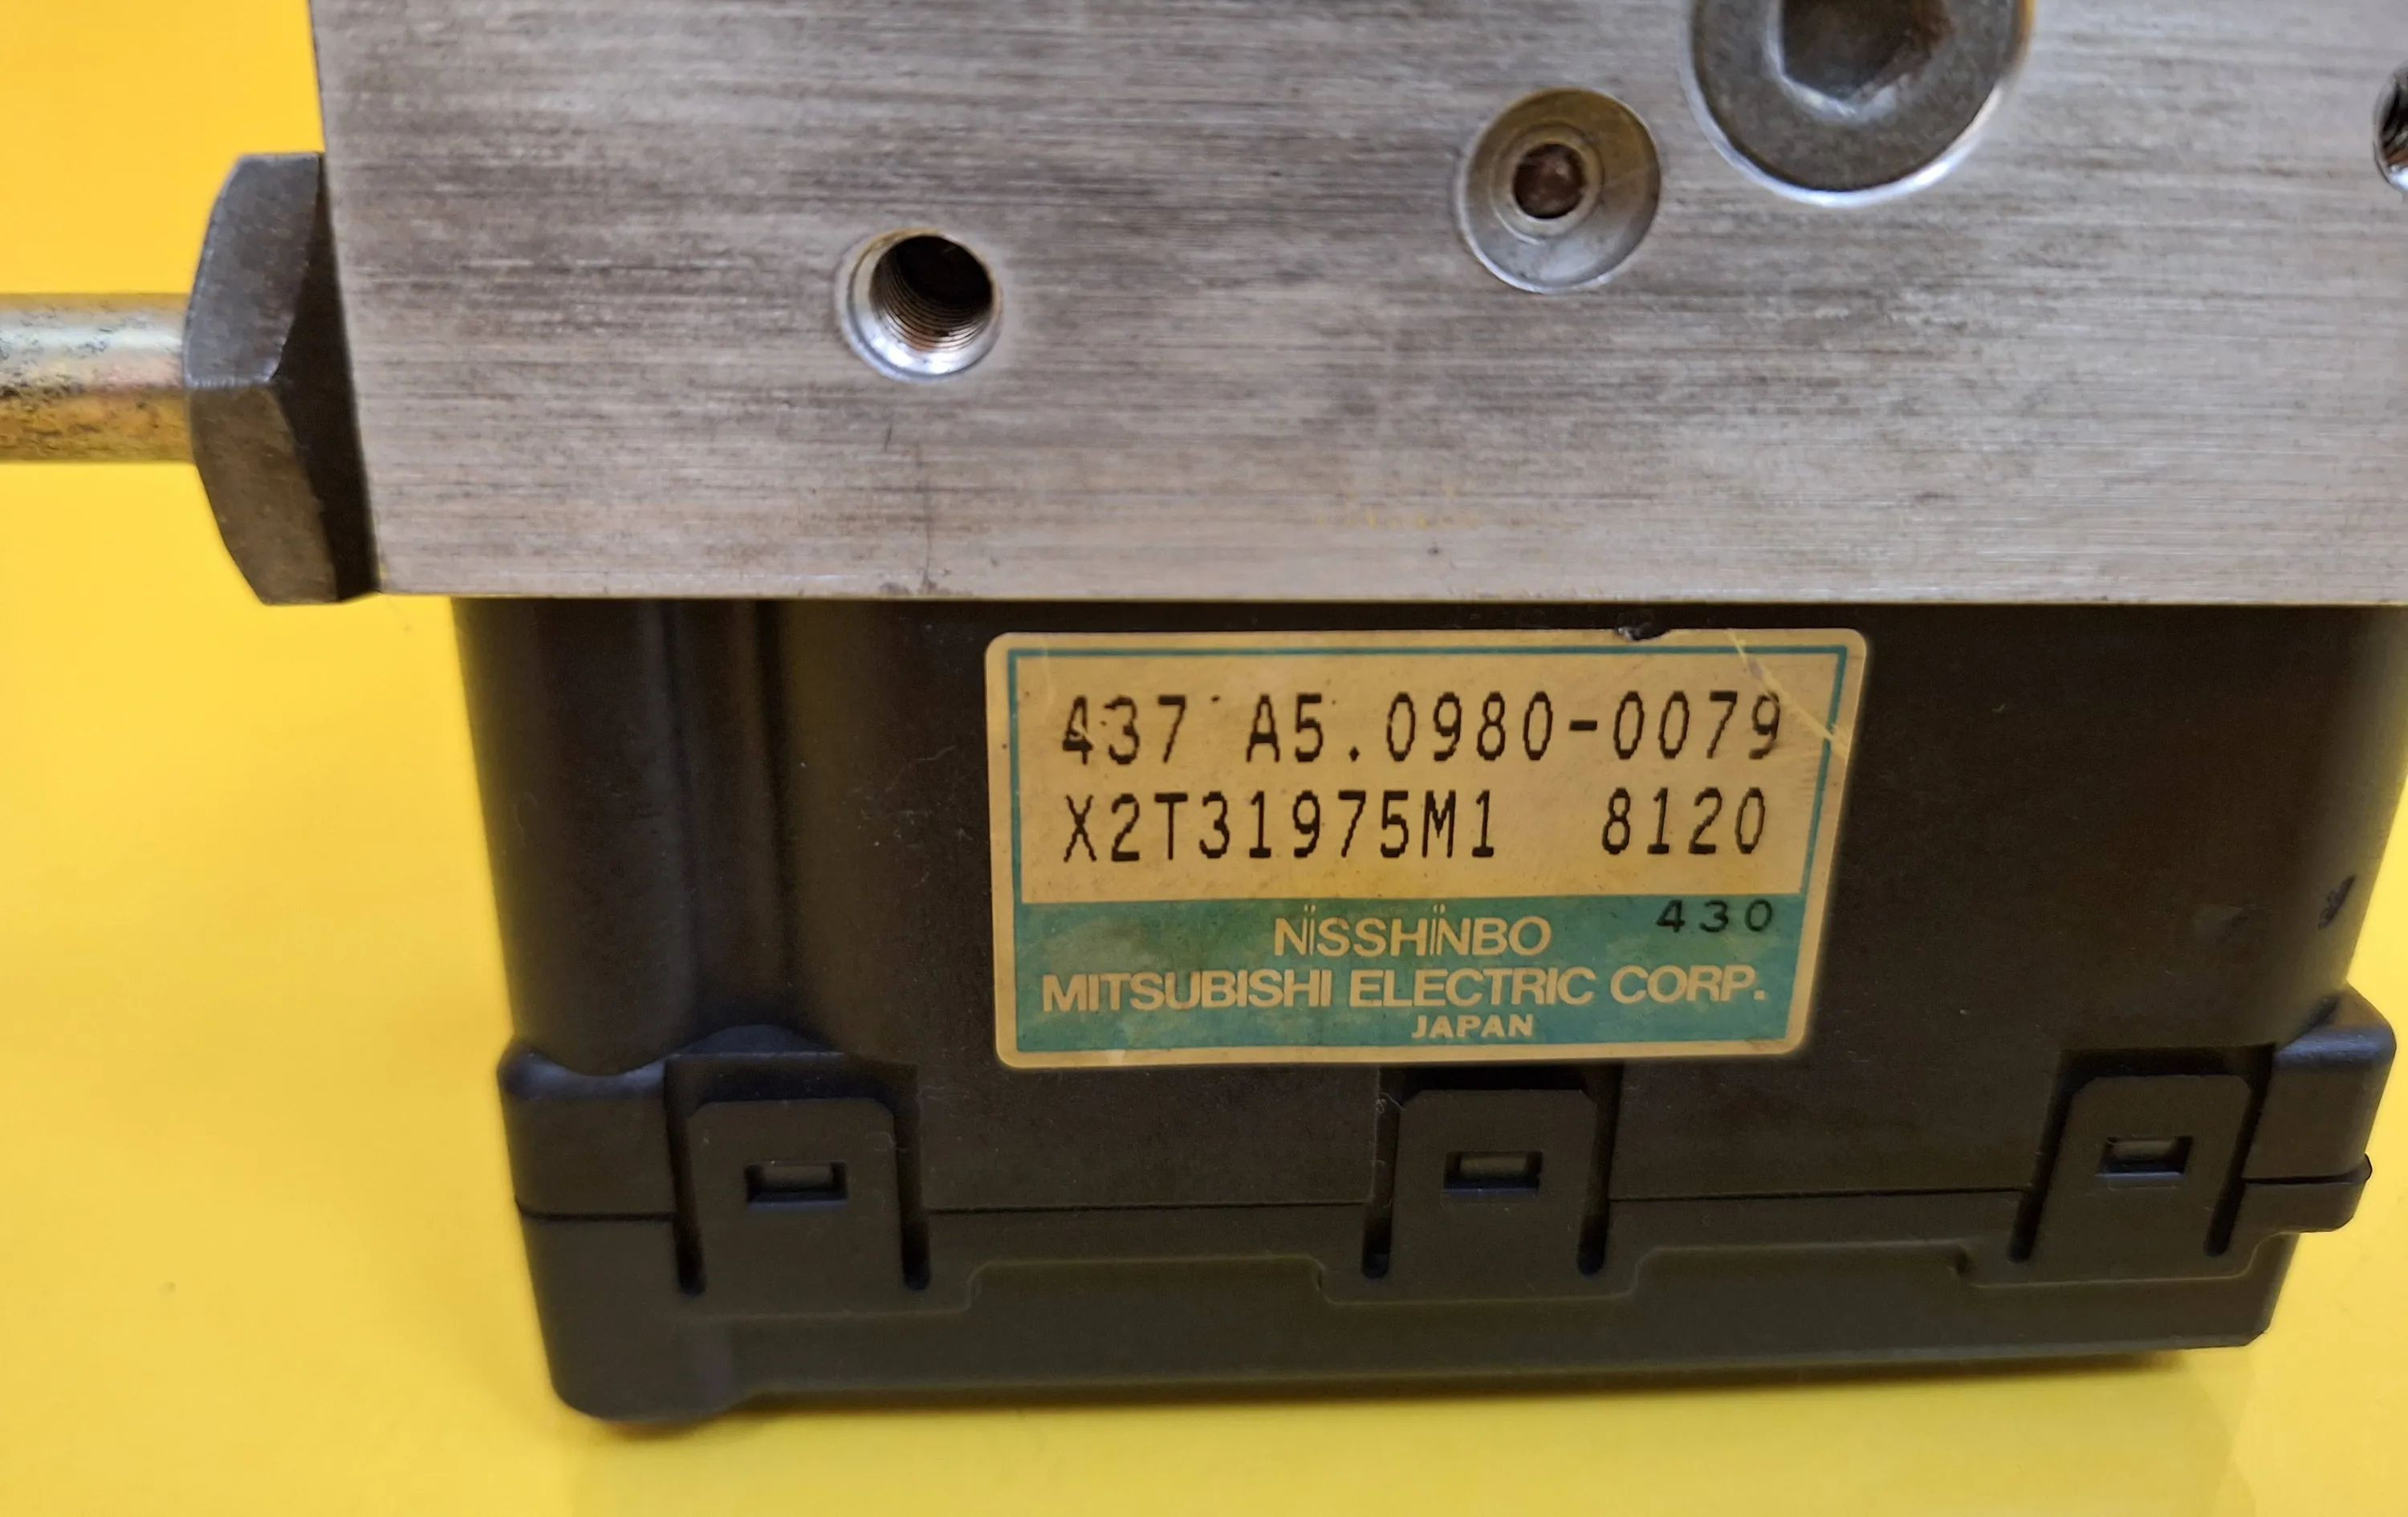 437 A5.0980-0079
X2T31975M1 8120
430
NISSHINBO
MITSUBISHI ELECTRIC CORP.
JAPAN